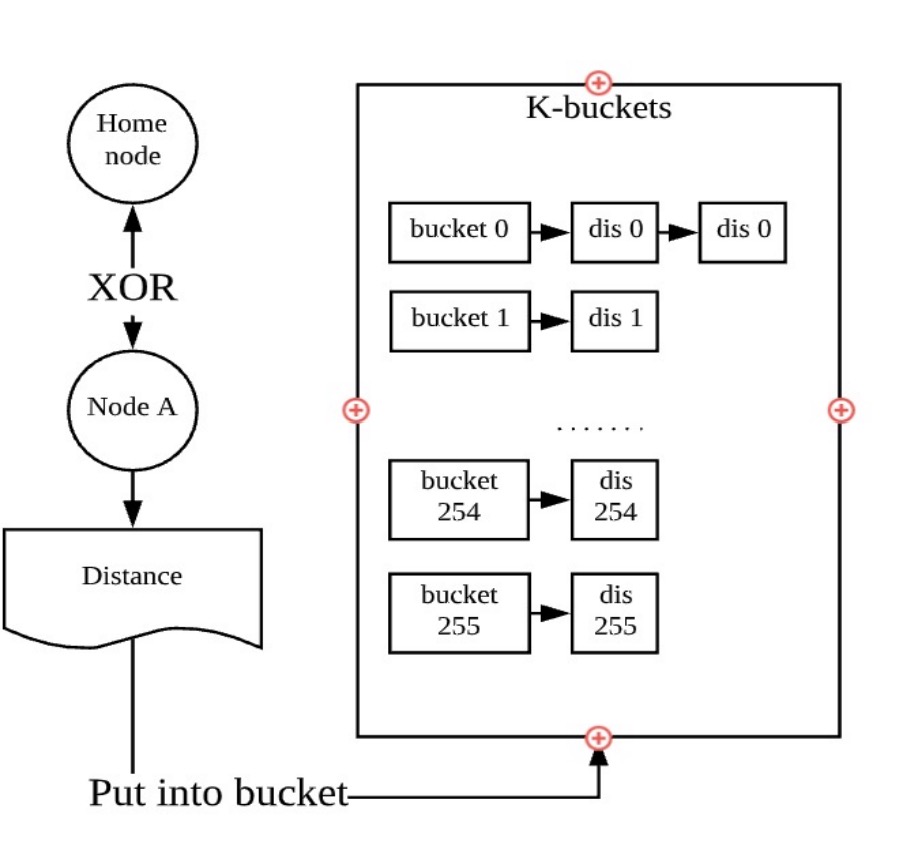 Home
node
XOR
Node A
Distance
Put into bucket
K-buckets
bucket 0
dis 0
dis 0
bucket 1
dis 1
.......
bucket
254
dis
254
bucket
255
dis
255